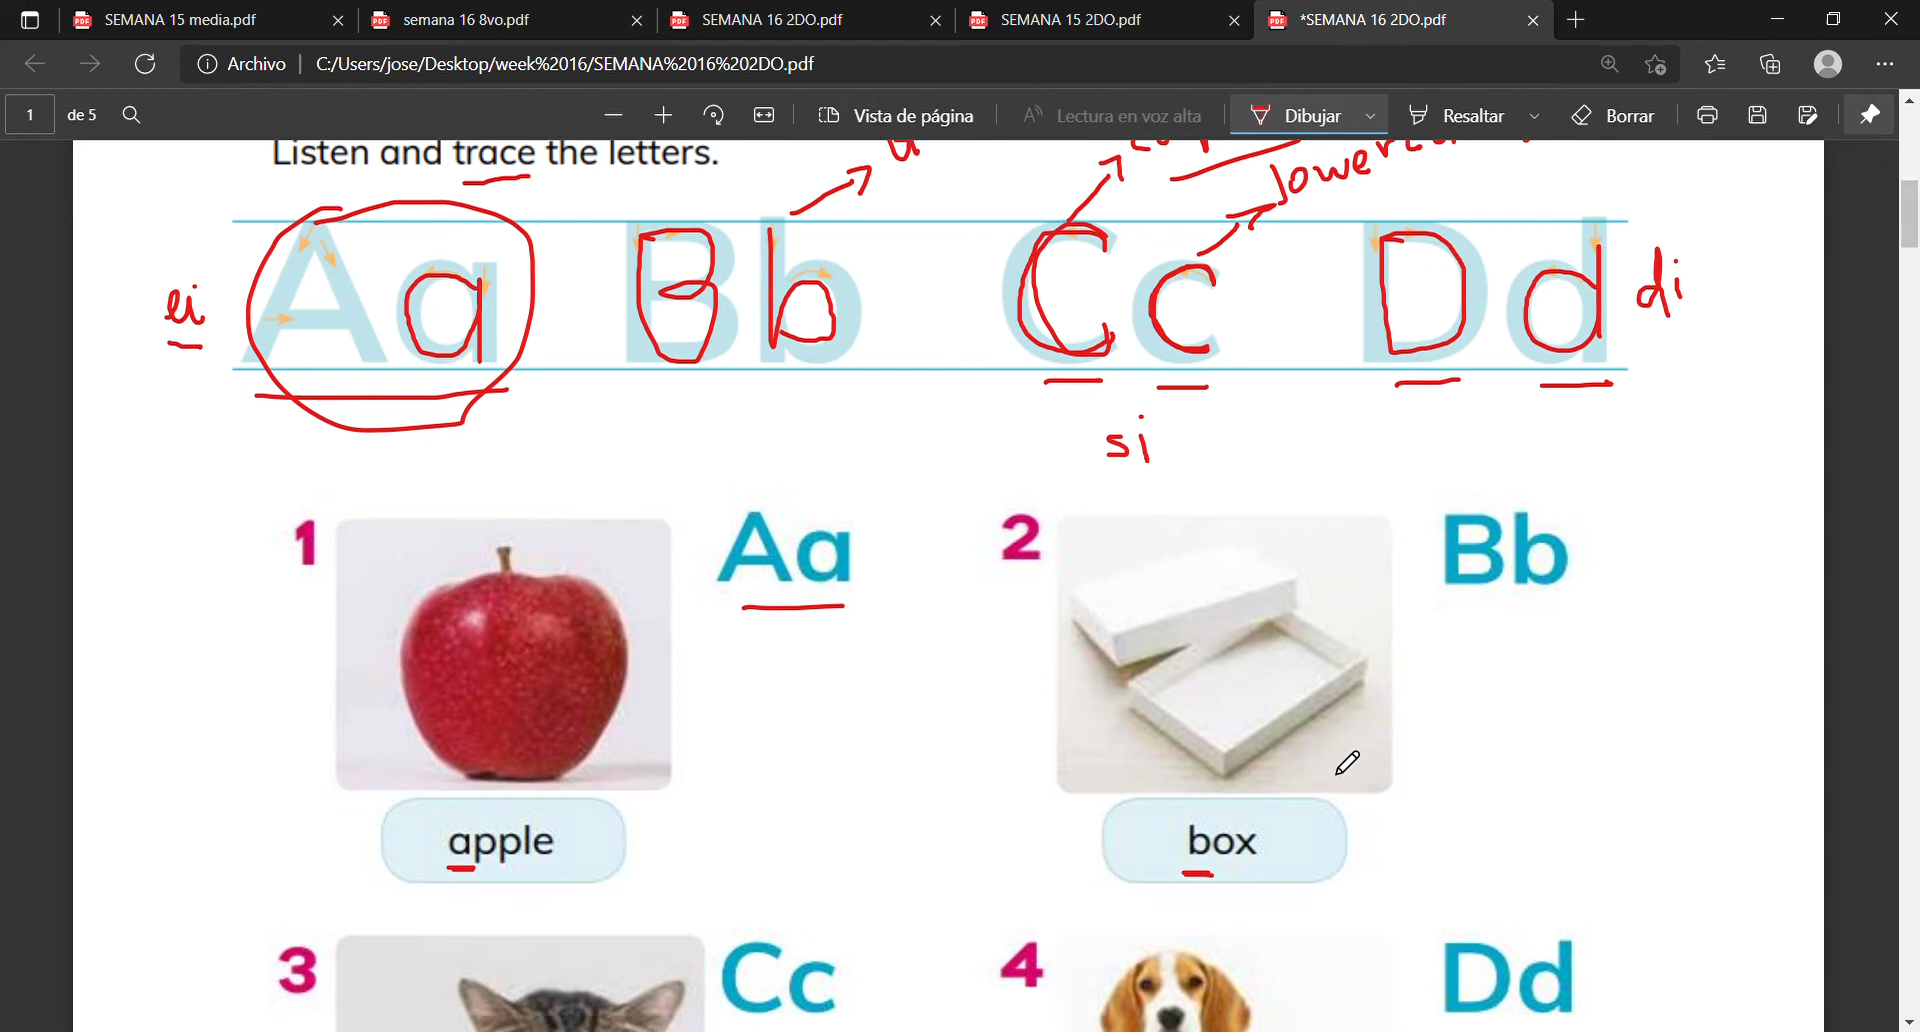 SEMANA 15 media.pdf
semana 16 8vo.pdf
SEMANA 16 2DO.pdf
SEMANA 15 2DO.pdf
*SEMANA 16 2DO.pdf
Archivo
C:/Users/jose/Desktop/week%2016/SEMANA%2016%202DO.pdf
1 de 5
Vista de página
Lectura en voz alta
Dibujar
Resaltar
Borrar
Listen and trace the letters.
ei Aa Bb Cc Dd di
si
1 Aa 2 Bb
apple box
3 Cc 4 Dd